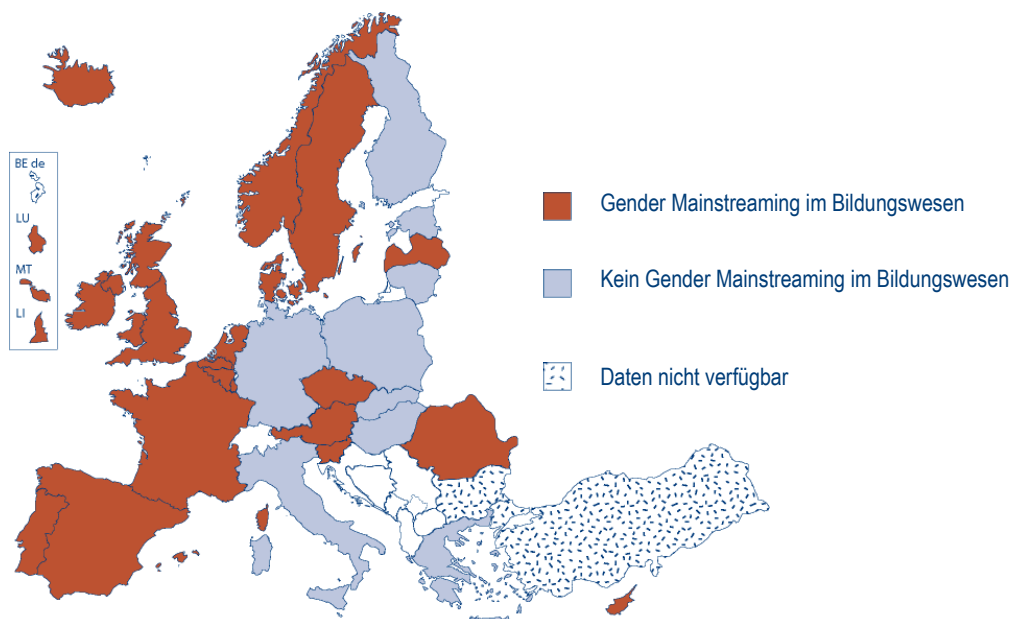 BE de
LU
MT
LI
Gender Mainstreaming im Bildungswesen
Kein Gender Mainstreaming im Bildungswesen
Daten nicht verfügbar